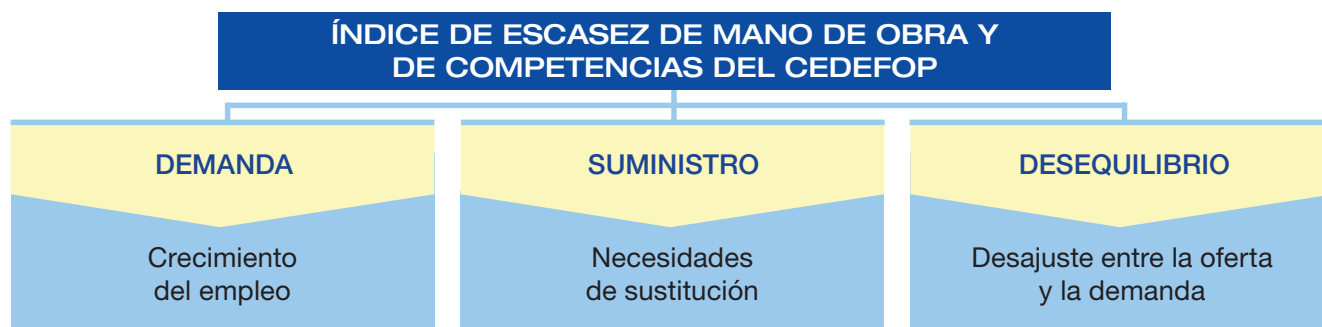 ÍNDICE DE ESCASEZ DE MANO DE OBRA Y
DE COMPETENCIAS DEL CEDEFOP
DEMANDA
Crecimiento
del empleo
SUMINISTRO
Necesidades
de sustitución
DESEQUILIBRIO
Desajuste entre la oferta
y la demanda